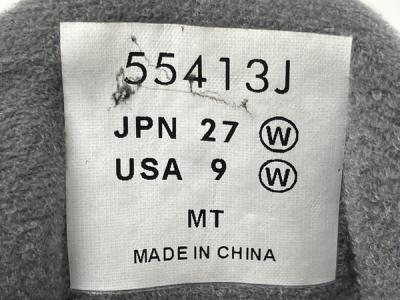 55413J
JPN 27 Ⓦ
USA 9 Ⓦ
MT
MADE IN CHINA